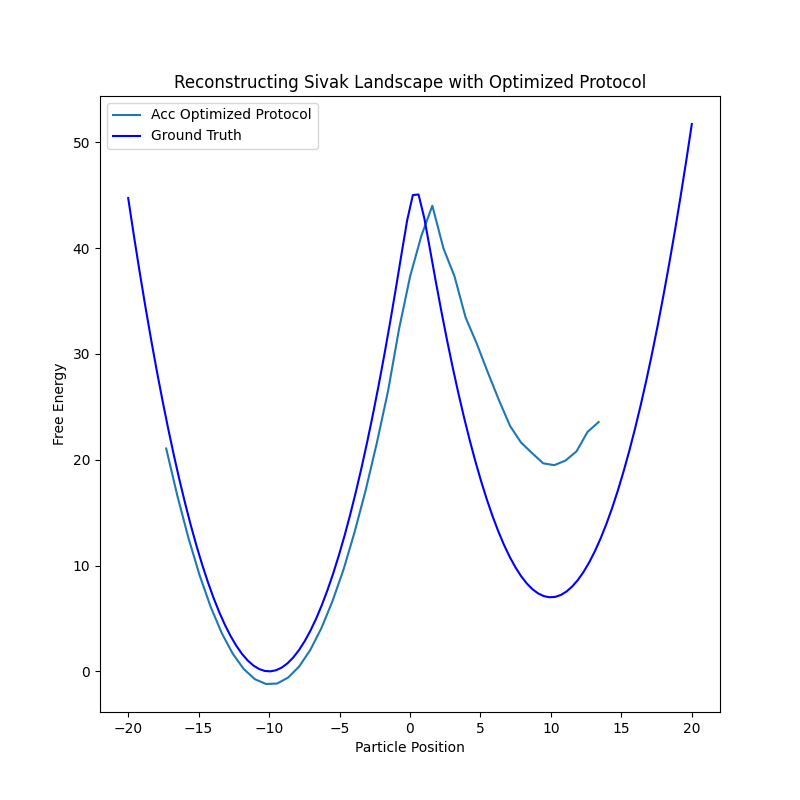 Reconstructing Sivak Landscape with Optimized Protocol
Acc Optimized Protocol
Ground Truth
50
40
30
20
10
0
Free Energy
−20 −15 −10 −5 0 5 10 15 20
Particle Position